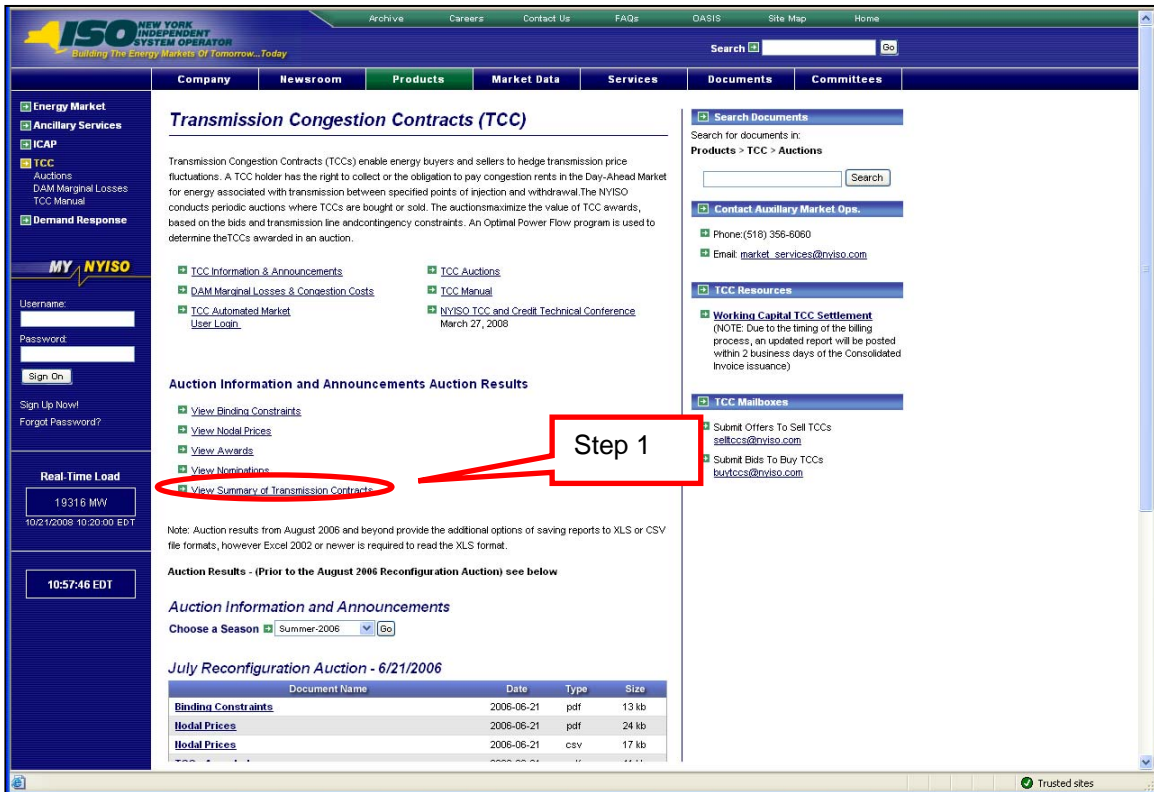 Archive Careers Contact Us FAQs OASIS Site Map Home
ISO NEW YORK
INDEPENDENT
SYSTEM OPERATOR
Building The Energy Markets Of Tomorrow...Today
Search Go
Company Newsroom Products Market Data Services Documents Committees
Energy Market
Ancillary Services
ICAP
TCC
Auctions
DAM Marginal Losses
TCC Manual
Demand Response
MY NYISO
Username:
Password:
Sign On
Sign Up Now!
Forgot Password?
Real-Time Load
19316 MW
10/21/2008 10:20:00 EDT
10:57:46 EDT
Transmission Congestion Contracts (TCC)
Transmission Congestion Contracts (TCCs) enable energy buyers and sellers to hedge transmission price
fluctuations. A TCC holder has the right to collect or the obligation to pay congestion rents in the Day-Ahead Market
for energy associated with transmission between specified points of injection and withdrawal.The NYISO
conducts periodic auctions where TCCs are bought or sold. The auctionsmaximize the value of TCC awards,
based on the bids and transmission line andcontingency constraints. An Optimal Power Flow program is used to
determine theTCCs awarded in an auction.
TCC Information & Announcements
DAM Marginal Losses & Congestion Costs
TCC Automated Market
User Login
TCC Auctions
TCC Manual
NYISO TCC and Credit Technical Conference
March 27, 2008
Auction Information and Announcements Auction Results
View Binding Constraints
View Nodal Prices
View Awards
View Nominations
View Summary of Transmission Contracts
Step 1
Note: Auction results from August 2006 and beyond provide the additional options of saving reports to XLS or CSV
file formats, however Excel 2002 or newer is required to read the XLS format.
Auction Results - (Prior to the August 2006 Reconfiguration Auction) see below
Auction Information and Announcements
Choose a Season Summer-2006 Go
July Reconfiguration Auction - 6/21/2006
Document Name Date Type Size
Binding Constraints 2006-06-21 pdf 13 kb
Nodal Prices 2006-06-21 pdf 24 kb
Nodal Prices 2006-06-21 csv 17 kb
Search Documents
Search for documents in:
Products > TCC > Auctions
Search
Contact Auxillary Market Ops.
Phone:(518) 356-6060
Email: market_services@nyiso.com
TCC Resources
Working Capital TCC Settlement
(NOTE: Due to the timing of the billing
process, an updated report will be posted
within 2 business days of the Consolidated
Invoice issuance)
TCC Mailboxes
Submit Offers To Sell TCCs
selltccs@nyiso.com
Submit Bids To Buy TCCs
buytccs@nyiso.com
Trusted sites